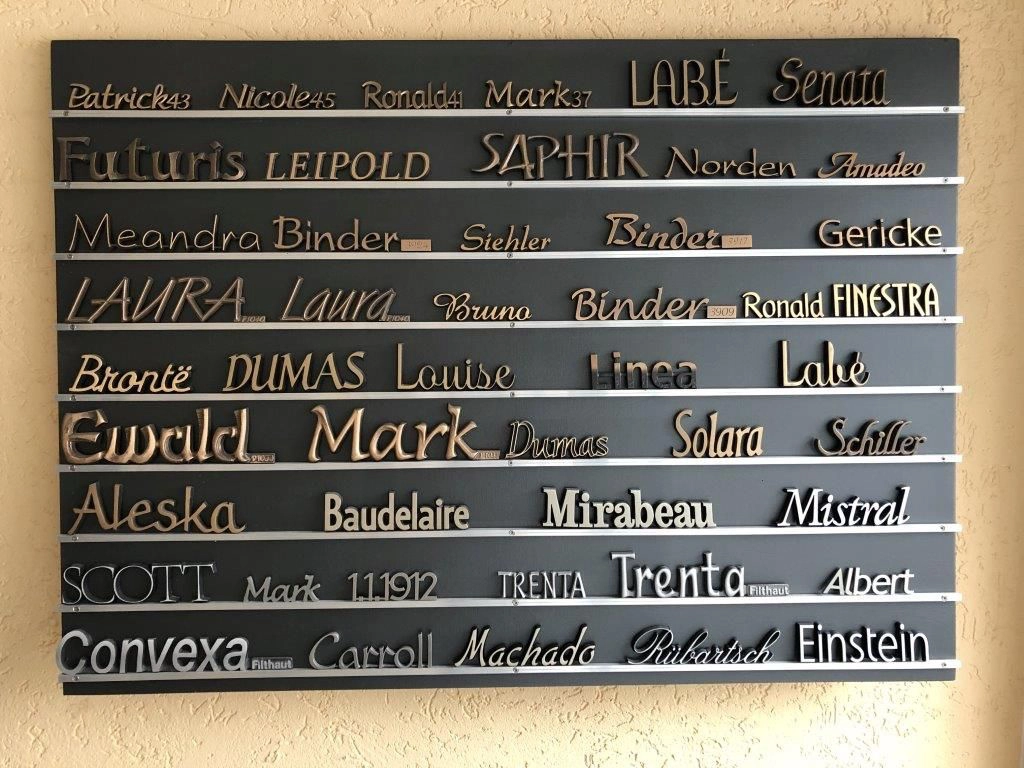 Patrick43 Nicole45 Ronald41 Mark37 LABÉ Senata
Futuris LEIPOLD SAPHIR Norden Amadeo
Meandra Binder 3994 Siehler Binder 3917 Gericke
LAURA Laura Bruno Binder 3909 Ronald FINESTRA
Brontë DUMAS Louise Linea Labé
Ewald Mark Dumas Solara Schiller
Aleska Baudelaire Mirabeau Mistral
SCOTT Mark 1.1.1912 TRENTA Trenta Filthaut Albert
Convexa Filthaut Carroll Machado Rübartsch Einstein